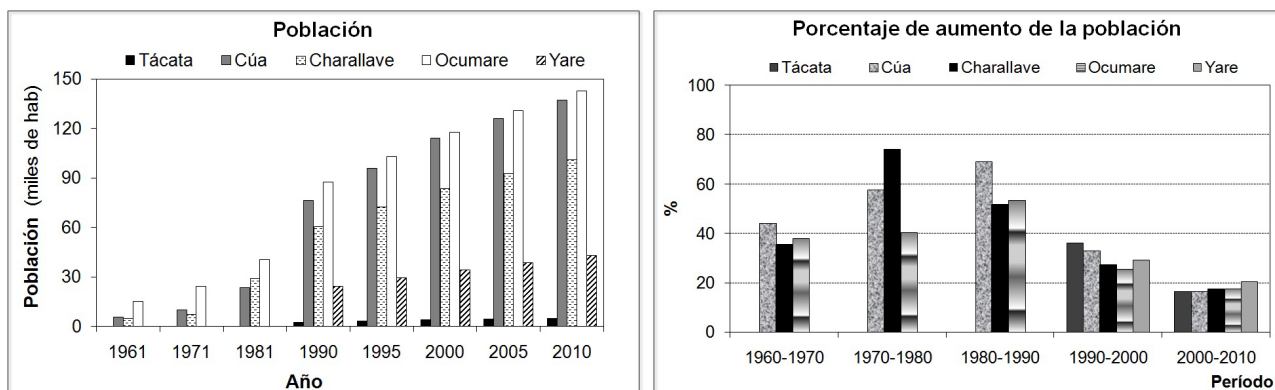 Población
Tácata Cúa Charallave Ocumare Yare
Población (miles de hab)
150
120
90
60
30
0
1961 1971 1981 1990 1995 2000 2005 2010
Año
Porcentaje de aumento de la población
Tácata Cúa Charallave Ocumare Yare
%
100
80
60
40
20
0
1960-1970 1970-1980 1980-1990 1990-2000 2000-2010
Período